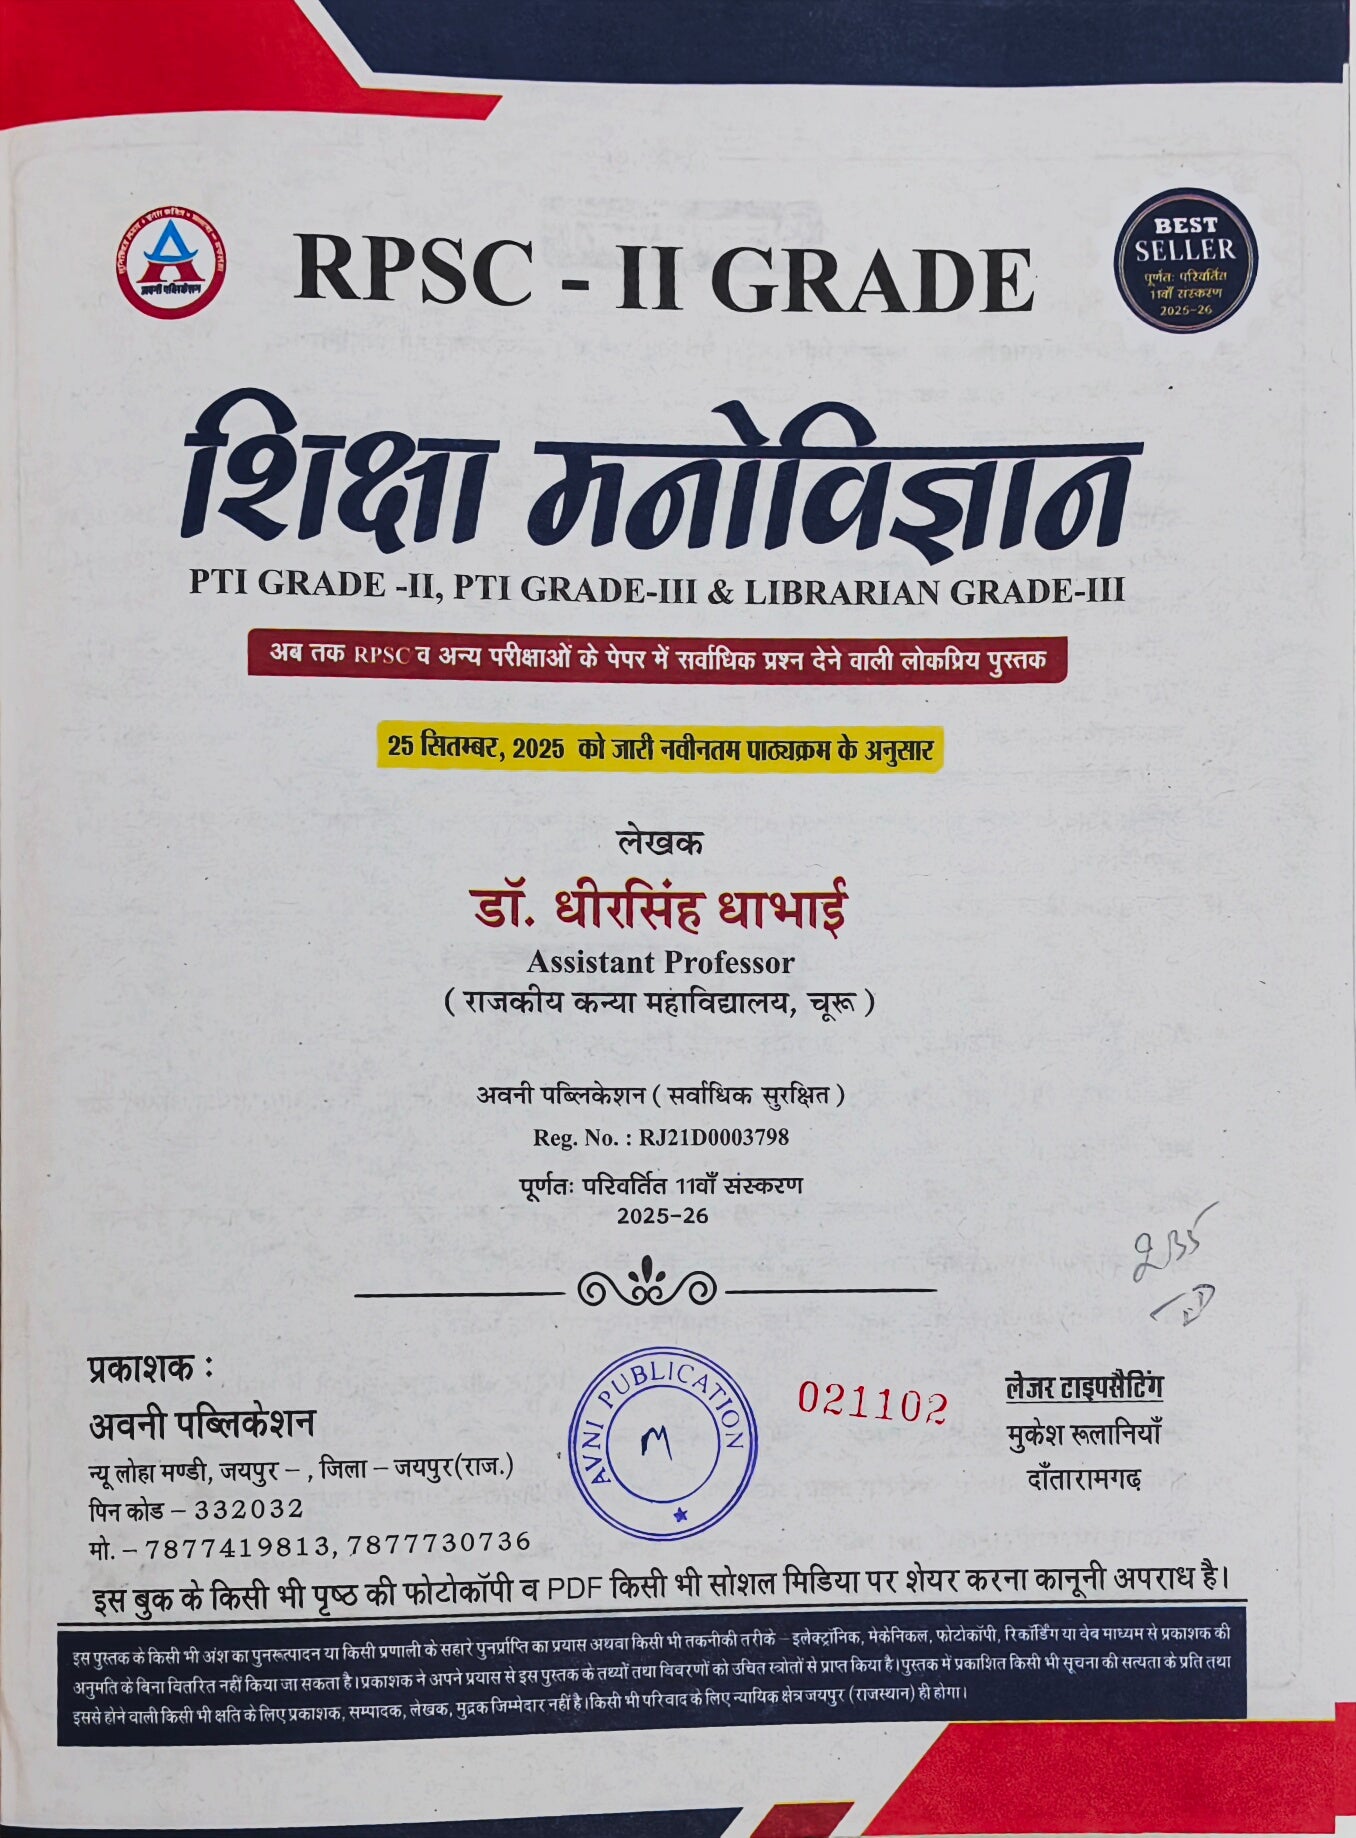 अवनी पब्लिकेशन
RPSC - II GRADE
BEST
SELLER
पूर्णतः परिवर्तित
11वाँ संस्करण
2025-26
शिक्षा मनोविज्ञान
PTI GRADE -II, PTI GRADE-III & LIBRARIAN GRADE-III
अब तक RPSC व अन्य परीक्षाओं के पेपर में सर्वाधिक प्रश्न देने वाली लोकप्रिय पुस्तक
25 सितम्बर, 2025 को जारी नवीनतम पाठ्यक्रम के अनुसार
लेखक
डॉ. धीरसिंह धाभाई
Assistant Professor
( राजकीय कन्या महाविद्यालय, चूरू )
अवनी पब्लिकेशन ( सर्वाधिक सुरक्षित )
Reg. No. : RJ21D0003798
पूर्णतः परिवर्तित 11वाँ संस्करण
2025-26
प्रकाशक :
अवनी पब्लिकेशन
न्यू लोहा मण्डी, जयपुर – , जिला – जयपुर(राज.)
पिन कोड – 332032
मो. – 7877419813, 7877730736
AVNI PUBLICATION
021102
लेजर टाइपसैटिंग
मुकेश रूलानियाँ
दाँतारामगढ़
इस बुक के किसी भी पृष्ठ की फोटोकॉपी व PDF किसी भी सोशल मिडिया पर शेयर करना कानूनी अपराध है।
इस पुस्तक के किसी भी अंश का पुनरूत्पादन या किसी प्रणाली के सहारे पुनर्प्राप्ति का प्रयास अथवा किसी भी तकनीकी तरीके – इलेक्ट्रॉनिक, मेकेनिकल, फोटोकॉपी, रिकॉर्डिंग या वेब माध्यम से प्रकाशक की
अनुमति के बिना वितरित नहीं किया जा सकता है। प्रकाशक ने अपने प्रयास से इस पुस्तक के तथ्यों तथा विवरणों को उचित स्त्रोतों से प्राप्त किया है। पुस्तक में प्रकाशित किसी भी सूचना की सत्यता के प्रति तथा
इससे होने वाली किसी भी क्षति के लिए प्रकाशक, सम्पादक, लेखक, मुद्रक जिम्मेदार नहीं है। किसी भी परिवाद के लिए न्यायिक क्षेत्र जयपुर (राजस्थान) ही होगा।